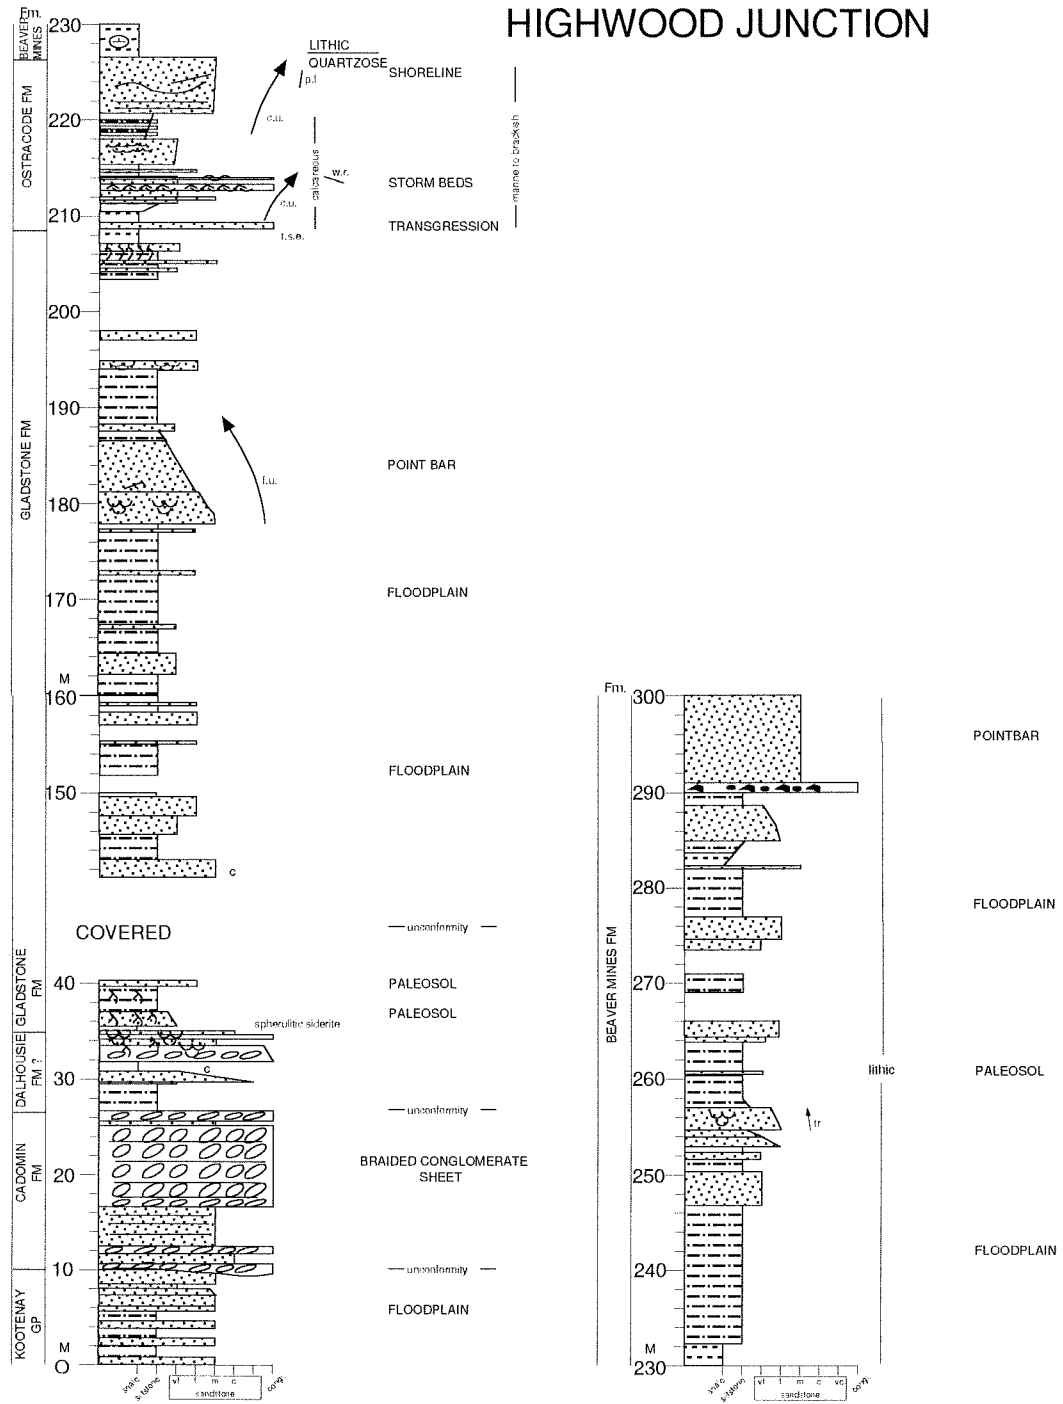 HIGHWOOD JUNCTION
Fm.
BEAVER MINES
OSTRACODE FM
GLADSTONE FM
230
220
210
200
190
180
170
M
160
150
LITHIC
QUARTZOSE
SHORELINE
p.l
c.u.
calcareous
w.r.
marine to brackish
STORM BEDS
c.u.
TRANSGRESSION
t.s.e.
POINT BAR
f.u.
FLOODPLAIN
FLOODPLAIN
c
COVERED
unconformity
GLADSTONE FM
DALHOUSIE FM ?
CADOMIN FM
KOOTENAY GP
40
30
20
10
M
0
PALEOSOL
PALEOSOL
spherulitic siderite
c
unconformity
BRAIDED CONGLOMERATE
SHEET
unconformity
FLOODPLAIN
shale
siltstone
vf f m c
sandstone
cong.
Fm.
BEAVER MINES FM
300
290
280
270
260
250
240
M
230
POINTBAR
FLOODPLAIN
lithic
PALEOSOL
tr
FLOODPLAIN
shale
siltstone
vf f m c vc
sandstone
cong.